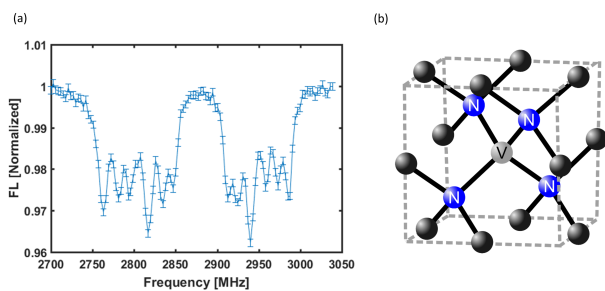 (a)
(b)
1.01
1
0.99
0.98
0.97
0.96
FL [Normalized]
2700
2750
2800
2850
2900
2950
3000
3050
Frequency [MHz]
N
N
V
N
N